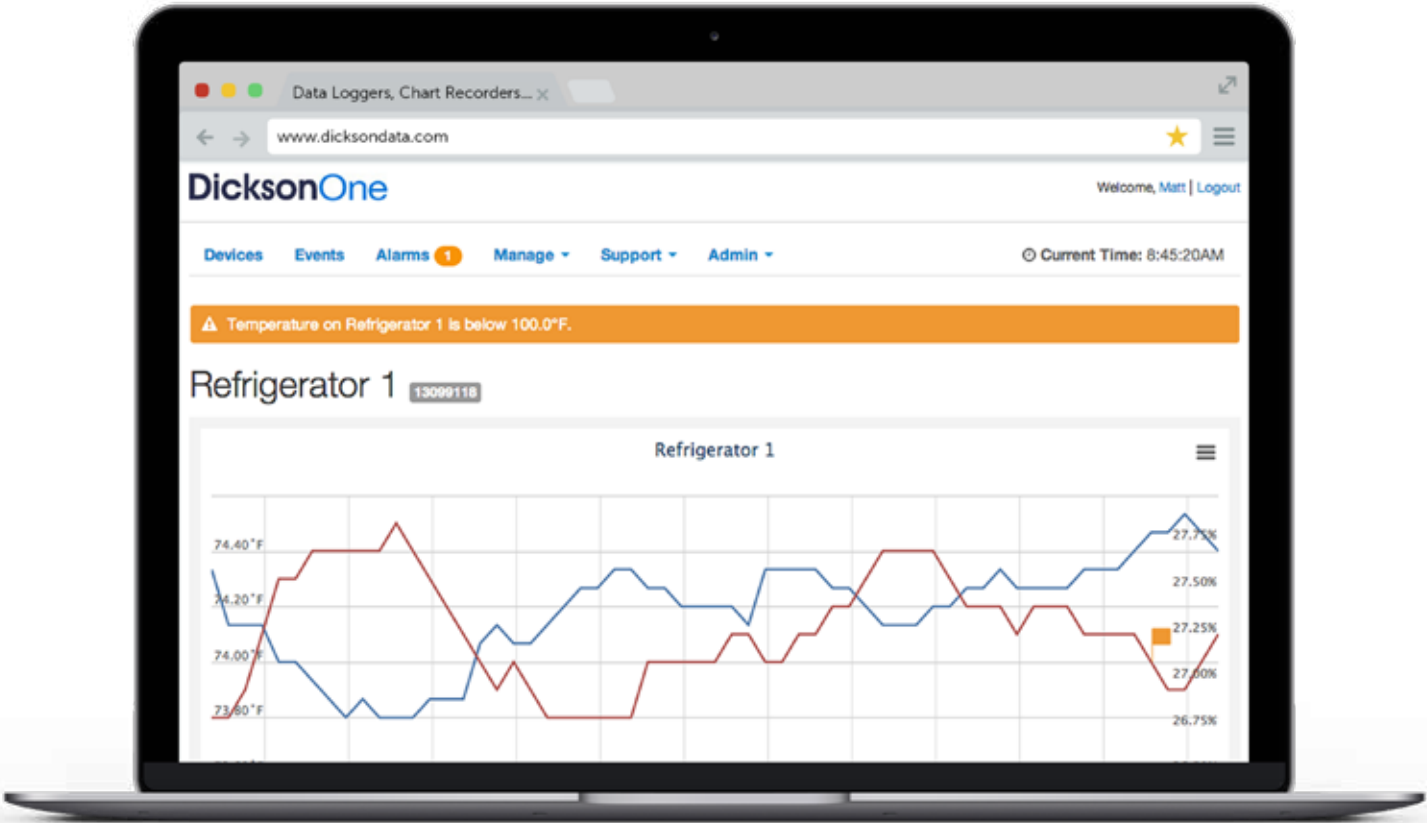 Data Loggers, Chart Recorders...
www.dicksondata.com
DicksonOne
Welcome, Matt | Logout
Devices Events Alarms 1 Manage Support Admin Current Time: 8:45:20AM
Temperature on Refrigerator 1 is below 100.0°F.
Refrigerator 1 13099118
Refrigerator 1
74.40°F
74.20°F
74.00°F
73.80°F
27.75%
27.50%
27.25%
27.00%
26.75%